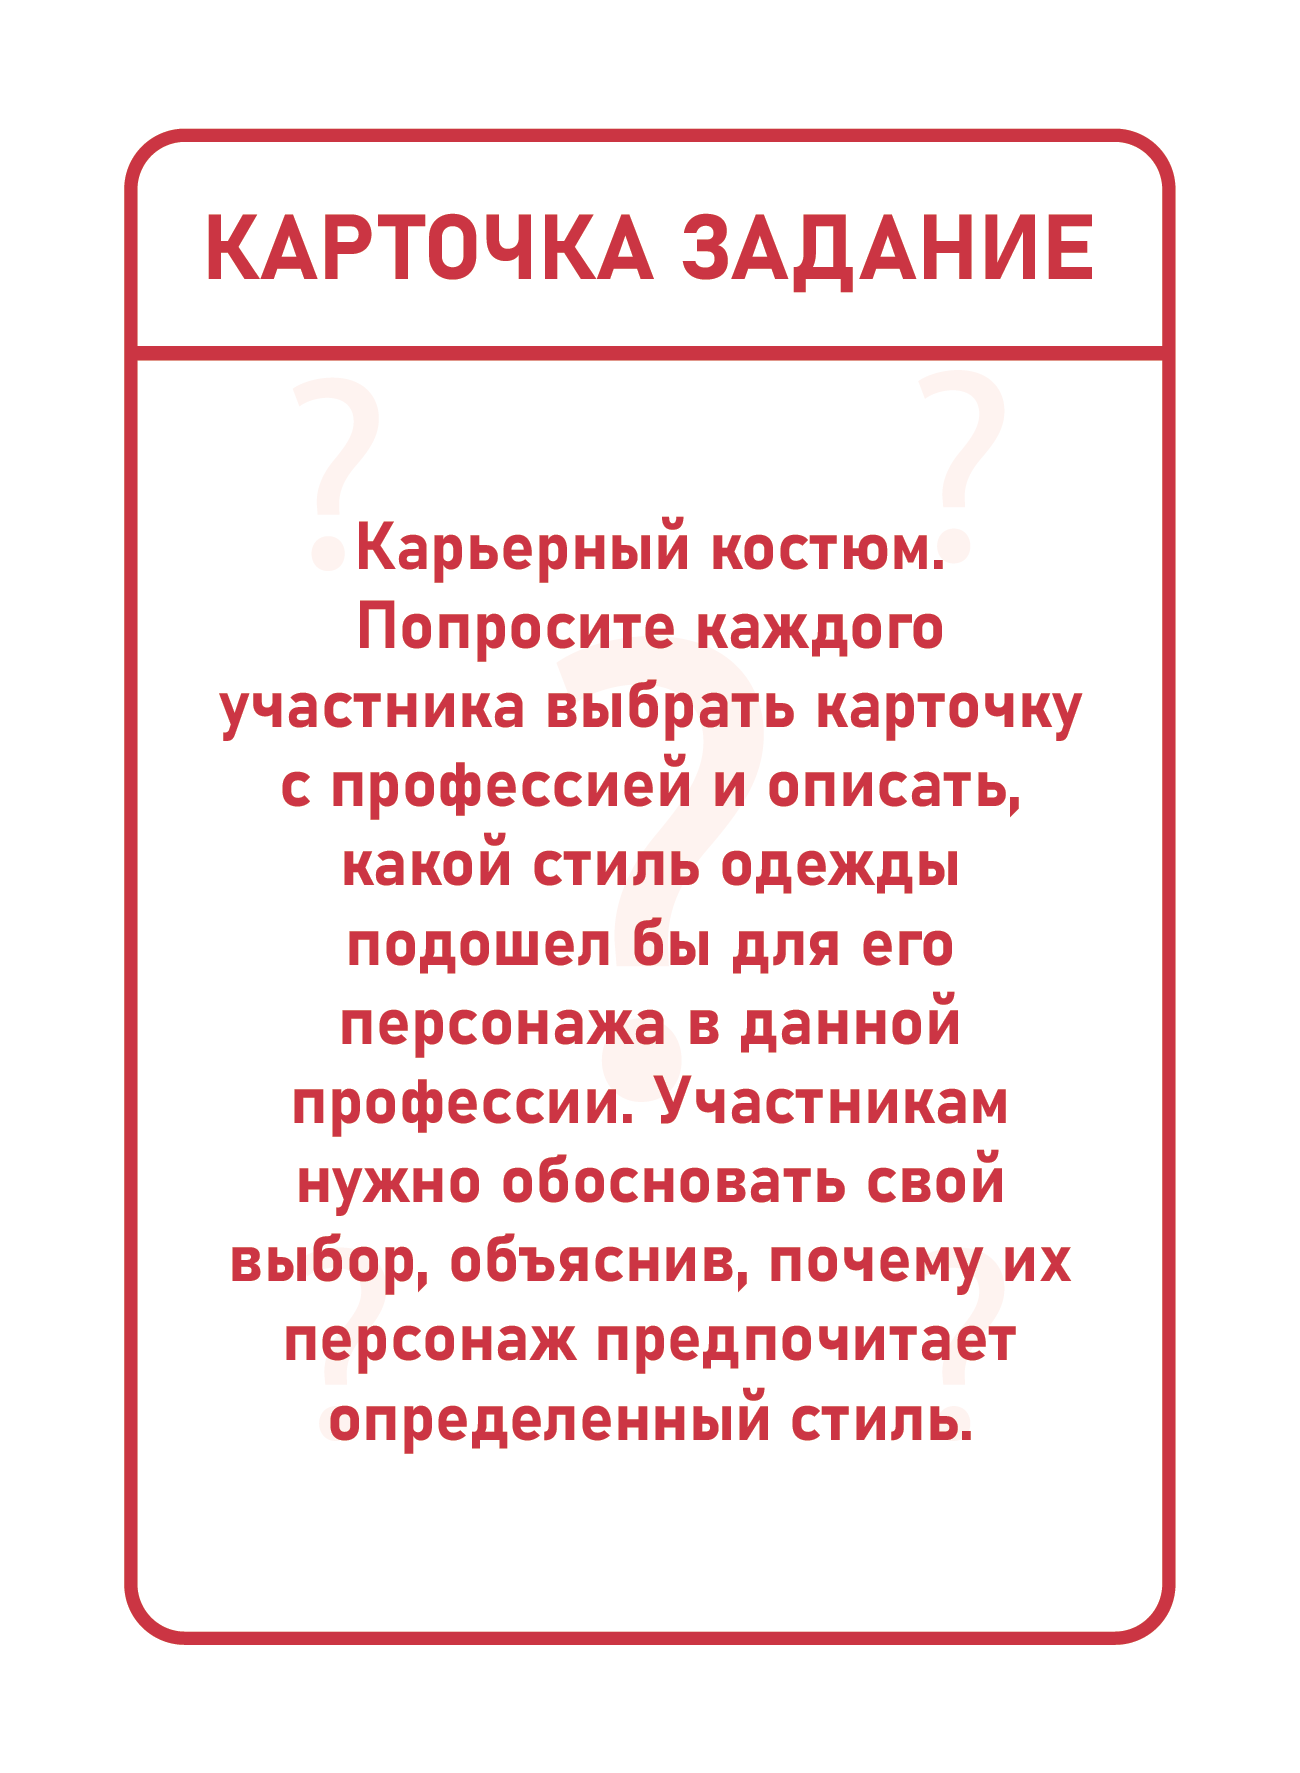 КАРТОЧКА ЗАДАНИЕ
Карьерный костюм.
Попросите каждого
участника выбрать карточку
с профессией и описать,
какой стиль одежды
подошел бы для его
персонажа в данной
профессии. Участникам
нужно обосновать свой
выбор, объяснив, почему их
персонаж предпочитает
определенный стиль.